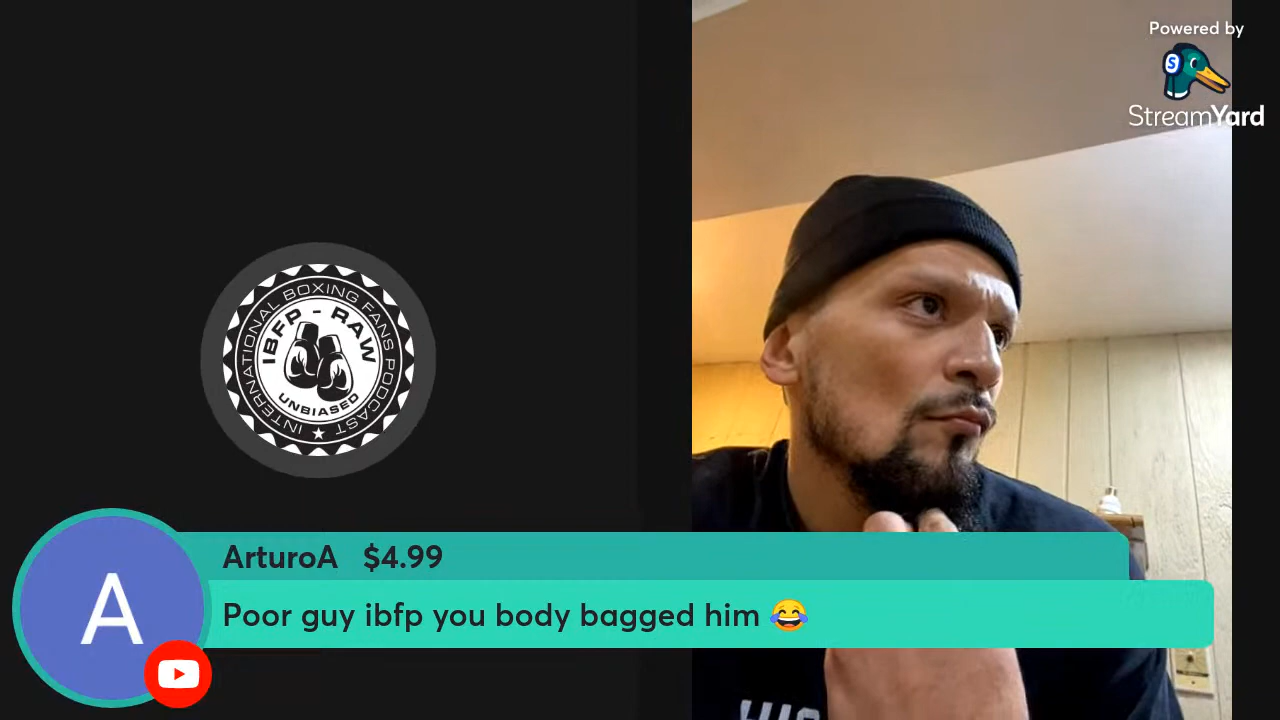 Powered by
StreamYard
INTERNATIONAL BOXING FANS PODCAST
IBFP - RAW
UNBIASED
A
ArturoA $4.99
Poor guy ibfp you body bagged him 😂